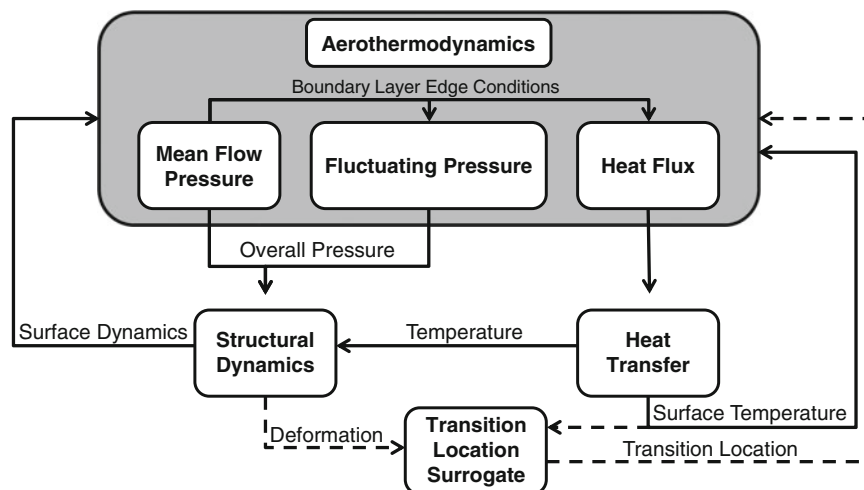 Aerothermodynamics
Boundary Layer Edge Conditions
Mean Flow
Pressure
Fluctuating Pressure
Heat Flux
Overall Pressure
Surface Dynamics
Structural
Dynamics
Temperature
Heat
Transfer
Surface Temperature
Deformation
Transition
Location
Surrogate
Transition Location